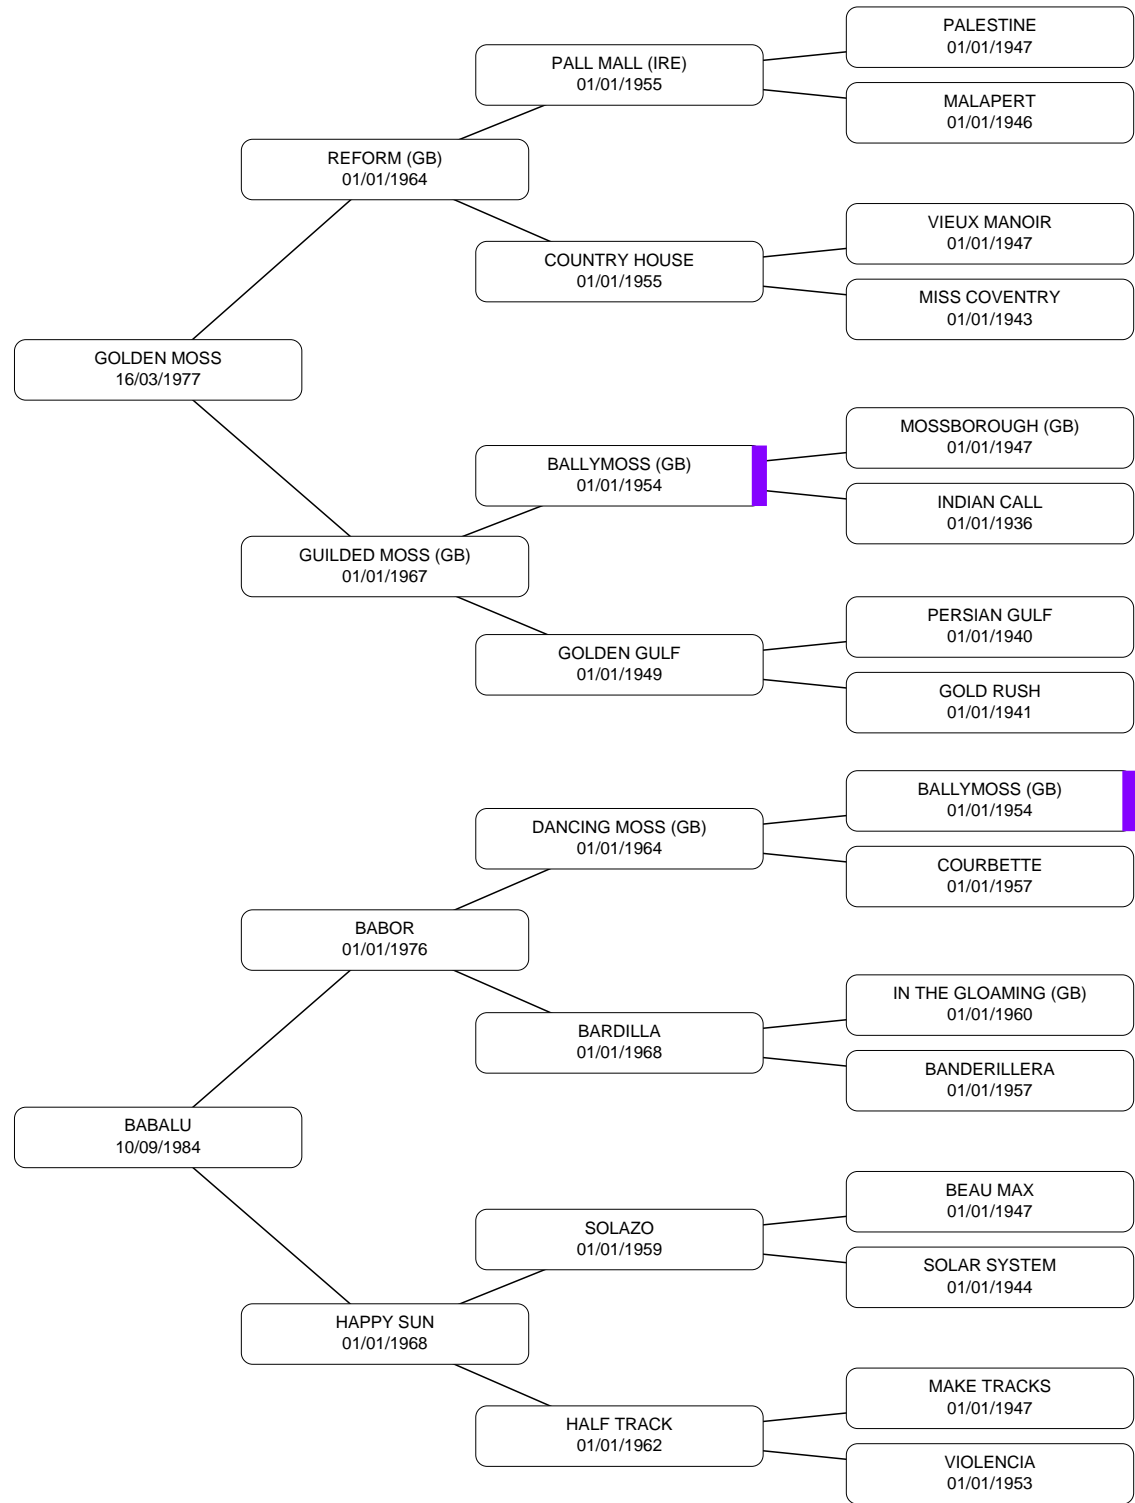 PALESTINE
01/01/1947
PALL MALL (IRE)
01/01/1955
MALAPERT
01/01/1946
REFORM (GB)
01/01/1964
VIEUX MANOIR
01/01/1947
COUNTRY HOUSE
01/01/1955
MISS COVENTRY
01/01/1943
GOLDEN MOSS
16/03/1977
MOSSBOROUGH (GB)
01/01/1947
BALLYMOSS (GB)
01/01/1954
INDIAN CALL
01/01/1936
GUILDED MOSS (GB)
01/01/1967
PERSIAN GULF
01/01/1940
GOLDEN GULF
01/01/1949
GOLD RUSH
01/01/1941
BALLYMOSS (GB)
01/01/1954
DANCING MOSS (GB)
01/01/1964
COURBETTE
01/01/1957
BABOR
01/01/1976
IN THE GLOAMING (GB)
01/01/1960
BARDILLA
01/01/1968
BANDERILLERA
01/01/1957
BABALU
10/09/1984
BEAU MAX
01/01/1947
SOLAZO
01/01/1959
SOLAR SYSTEM
01/01/1944
HAPPY SUN
01/01/1968
MAKE TRACKS
01/01/1947
HALF TRACK
01/01/1962
VIOLENCIA
01/01/1953